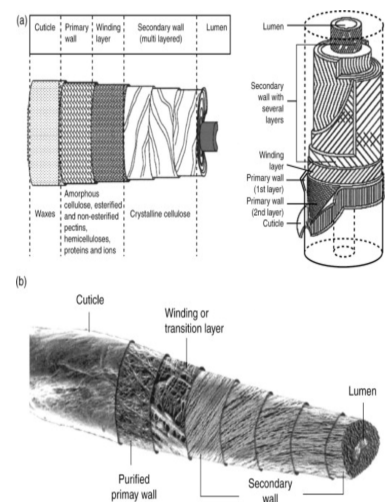 (a)
Cuticle Primary wall Winding layer Secondary wall (multi layered) Lumen
Waxes
Amorphous
cellulose, esterified
and non-esterified
pectins,
hemicelluloses,
proteins and ions
Crystalline cellulose
Lumen
Secondary
wall with
several
layers
Winding
layer
Primary wall
(1st layer)
Primary wall
(2nd layer)
Cuticle
(b)
Cuticle
Winding or
transition layer
Lumen
Purified
primay wall
Secondary
wall